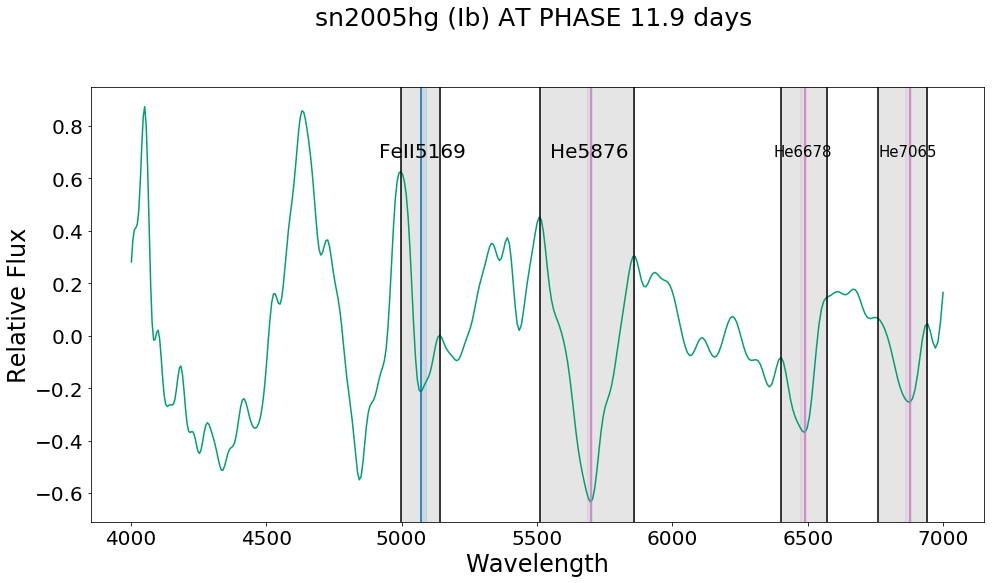 sn2005hg (Ib) AT PHASE 11.9 days
FeII5169
He5876
He6678
He7065
0.8
0.6
0.4
0.2
0.0
−0.2
−0.4
−0.6
Relative Flux
4000 4500 5000 5500 6000 6500 7000
Wavelength